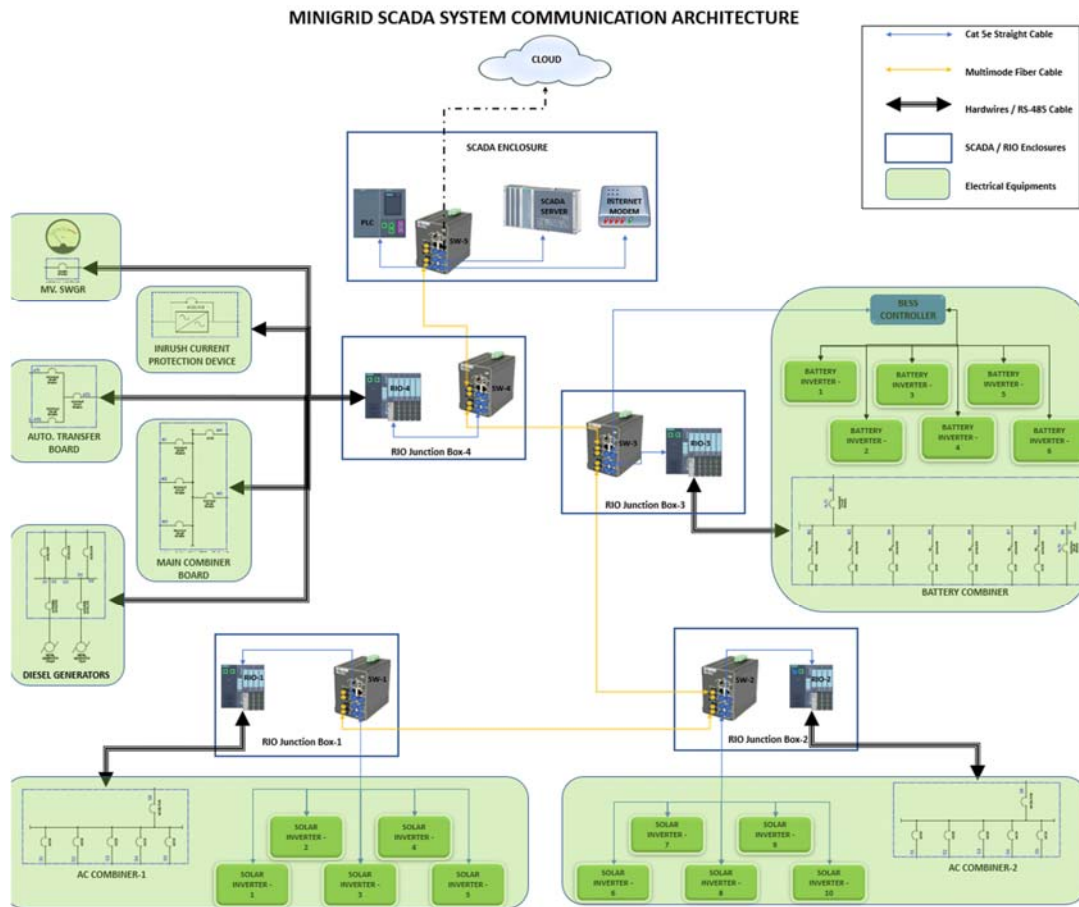 MINIGRID SCADA SYSTEM COMMUNICATION ARCHITECTURE
CLOUD
Cat 5e Straight Cable
Multimode Fiber Cable
Hardwires / RS-485 Cable
SCADA / RIO Enclosures
Electrical Equipments
SCADA ENCLOSURE
PLC
SW-5
SCADA
SERVER
INTERNET
MODEM
MV. SWGR
INRUSH CURRENT
PROTECTION DEVICE
AUTO. TRANSFER
BOARD
MAIN COMBINER
BOARD
DIESEL GENERATORS
RIO-4
SW-4
RIO Junction Box-4
SW-3
RIO-3
RIO Junction Box-3
BESS
CONTROLLER
BATTERY
INVERTER -
1
BATTERY
INVERTER -
3
BATTERY
INVERTER -
5
BATTERY
INVERTER -
2
BATTERY
INVERTER -
4
BATTERY
INVERTER -
6
BATTERY COMBINER
RIO-1
SW-1
RIO Junction Box-1
SW-2
RIO-2
RIO Junction Box-2
AC COMBINER-1
SOLAR
INVERTER -
2
SOLAR
INVERTER -
4
SOLAR
INVERTER -
1
SOLAR
INVERTER -
3
SOLAR
INVERTER -
5
SOLAR
INVERTER -
7
SOLAR
INVERTER -
9
SOLAR
INVERTER -
6
SOLAR
INVERTER -
8
SOLAR
INVERTER -
10
AC COMBINER-2